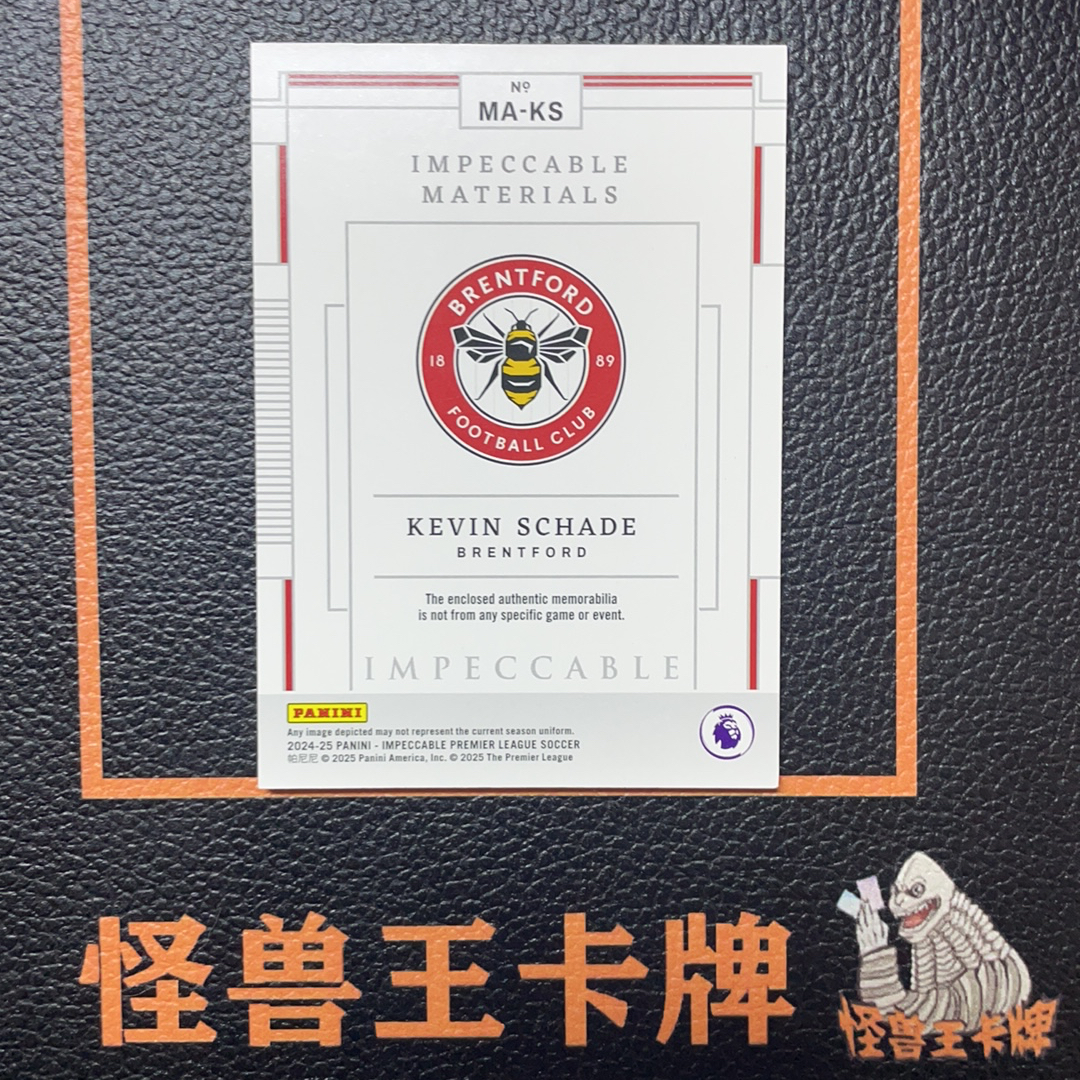 Nº
MA-KS
IMPECCABLE
MATERIALS
BRENTFORD
18 89
FOOTBALL CLUB
KEVIN SCHADE
BRENTFORD
The enclosed authentic memorabilia
is not from any specific game or event.
IMPECCABLE
PANINI
Any image depicted may not represent the current season uniform.
2024-25 PANINI - IMPECCABLE PREMIER LEAGUE SOCCER
帕尼尼 © 2025 Panini America, Inc. © 2025 The Premier League
怪兽王卡牌
怪兽王卡牌